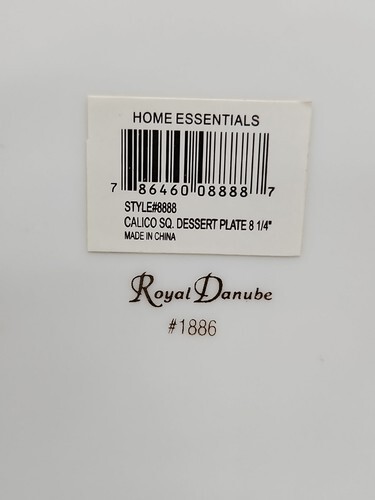 HOME ESSENTIALS
7 86460 08888 7
STYLE#8888
CALICO SQ. DESSERT PLATE 8 1/4"
MADE IN CHINA
Royal Danube
#1886